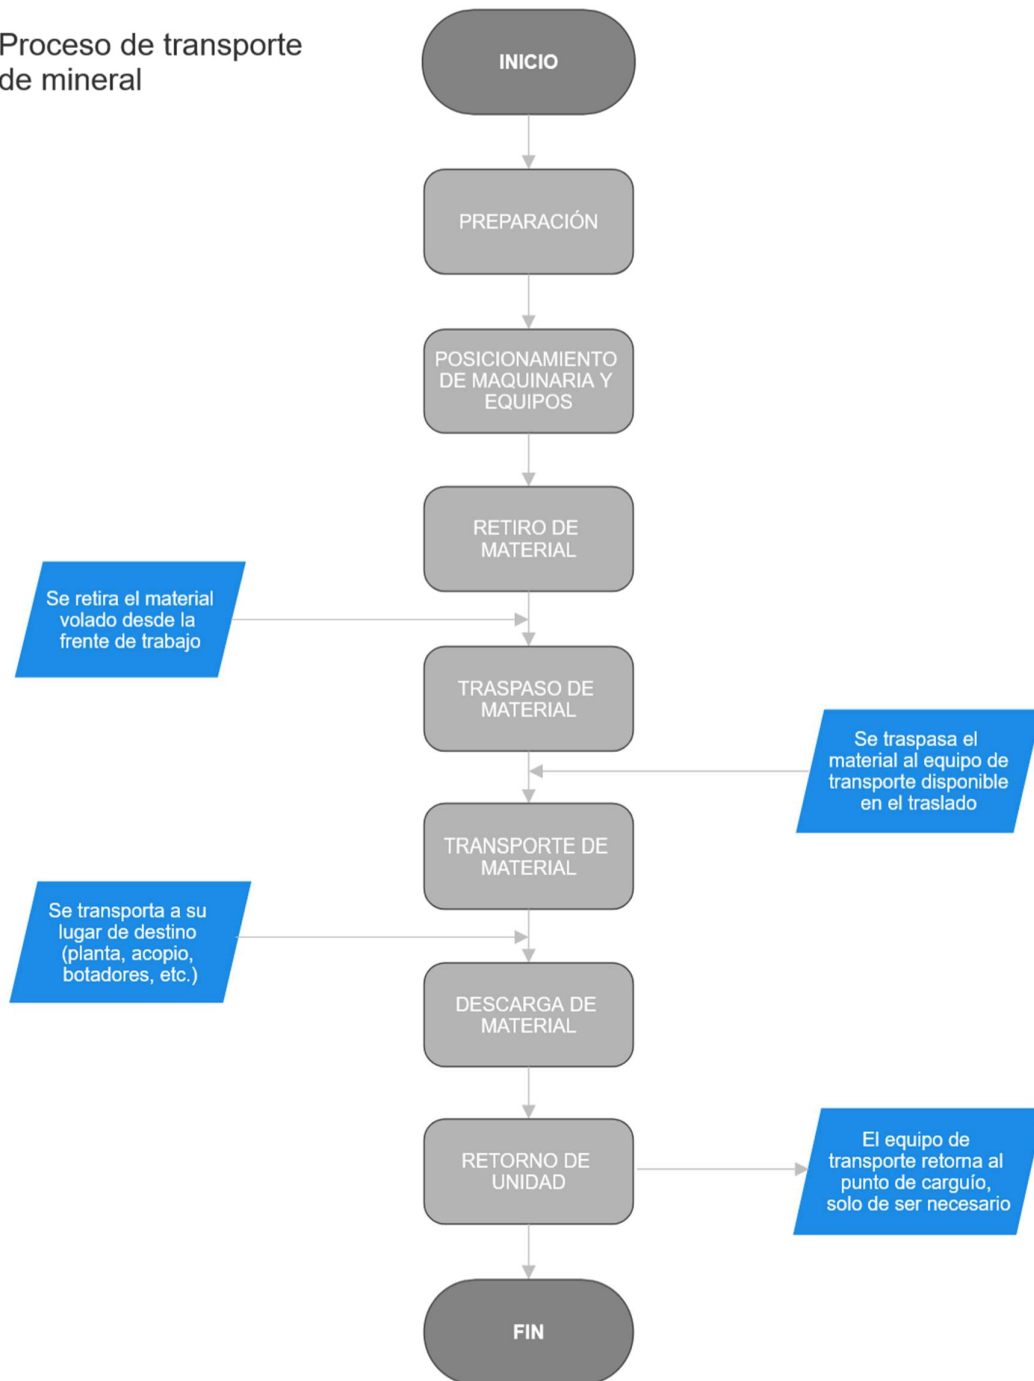 Proceso de transporte
de mineral
INICIO
PREPARACIÓN
POSICIONAMIENTO
DE MAQUINARIA Y
EQUIPOS
RETIRO DE
MATERIAL
Se retira el material
volado desde la
frente de trabajo
TRASPASO DE
MATERIAL
Se traspasa el
material al equipo de
transporte disponible
en el traslado
TRANSPORTE DE
MATERIAL
Se transporta a su
lugar de destino
(planta, acopio,
botadores, etc.)
DESCARGA DE
MATERIAL
RETORNO DE
UNIDAD
El equipo de
transporte retorna al
punto de carguío,
solo de ser necesario
FIN